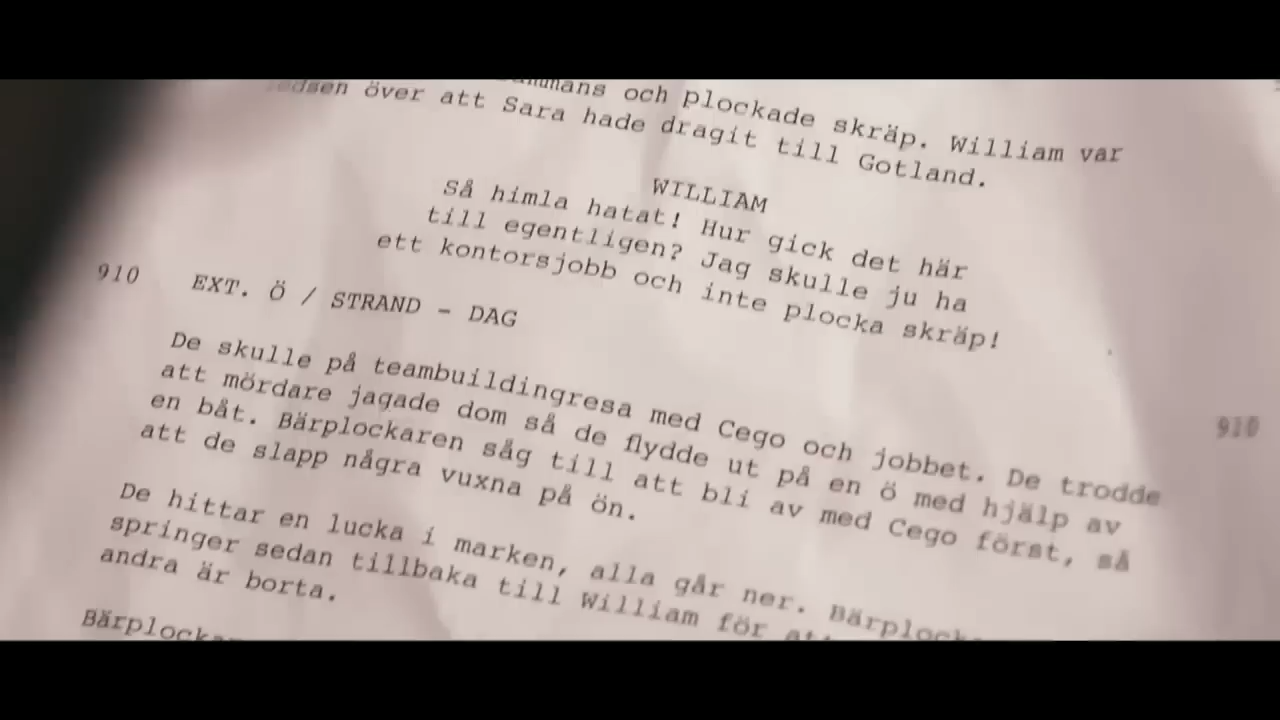 och plockade skräp. William var
över att Sara hade dragit till Gotland.
WILLIAM
Så himla hatat! Hur gick det här
till egentligen? Jag skulle ju ha
ett kontorsjobb och inte plocka skräp!
910 EXT. Ö / STRAND - DAG 910
De skulle på teambuildingresa med Cego och jobbet. De trodde
att mördare jagade dom så de flydde ut på en ö med hjälp av
en båt. Bärplockaren såg till att bli av med Cego först, så
att de slapp några vuxna på ön.
De hittar en lucka i marken, alla går ner.
springer sedan tillbaka till William för
andra är borta.